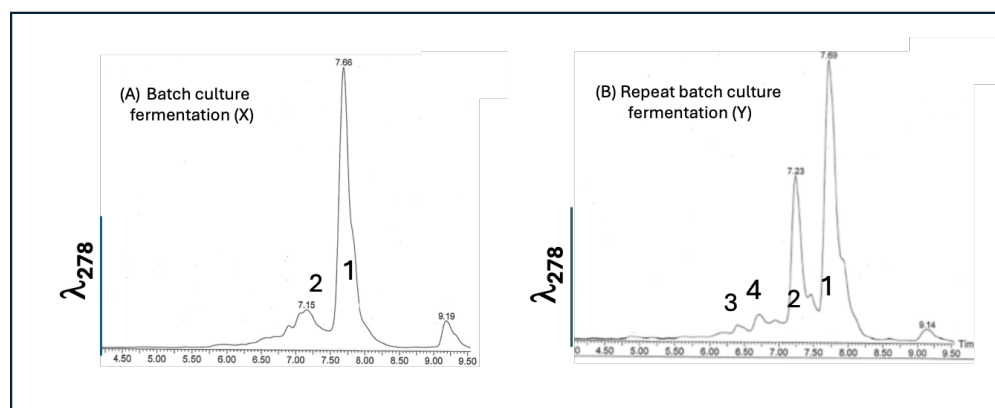 (A) Batch culture
fermentation (X)
7.66
2
1
7.15
9.19
λ278
4.50 5.00 5.50 6.00 6.50 7.00 7.50 8.00 8.50 9.00 9.50
(B) Repeat batch culture
fermentation (Y)
7.69
7.23
3
4
2
1
9.14
λ278
0 4.50 5.00 5.50 6.00 6.50 7.00 7.50 8.00 8.50 9.00 9.50
Tim